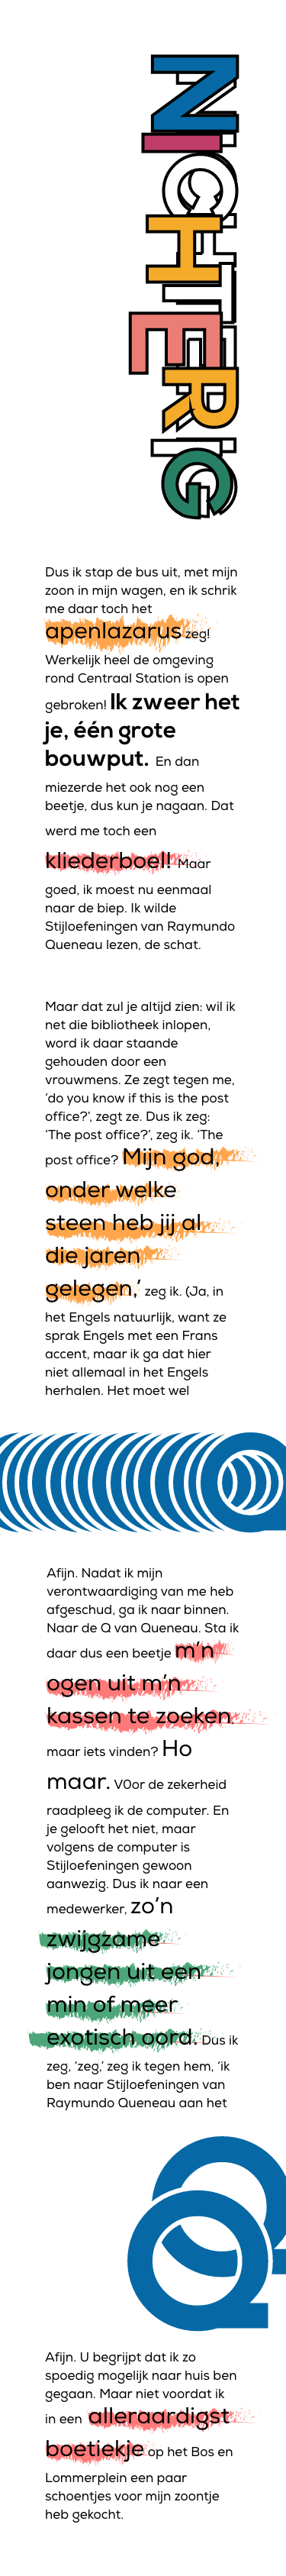 NICHTERIG
Dus ik stap de bus uit, met mijn
zoon in mijn wagen, en ik schrik
me daar toch het
apenlazarus zeg!
Werkelijk heel de omgeving
rond Centraal Station is open
gebroken! Ik zweer het
je, één grote
bouwput. En dan
miezerde het ook nog een
beetje, dus kun je nagaan. Dat
werd me toch een
kliederboel! Maar
goed, ik moest nu eenmaal
naar de biep. Ik wilde
Stijloefeningen van Raymundo
Queneau lezen, de schat.
Maar dat zul je altijd zien: wil ik
net die bibliotheek inlopen,
word ik daar staande
gehouden door een
vrouwmens. Ze zegt tegen me,
‘do you know if this is the post
office?’, zegt ze. Dus ik zeg:
‘The post office?’, zeg ik. ‘The
post office? Mijn god,
onder welke
steen heb jij al
die jaren
gelegen,’ zeg ik. (Ja, in
het Engels natuurlijk, want ze
sprak Engels met een Frans
accent, maar ik ga dat hier
niet allemaal in het Engels
herhalen. Het moet wel
Afijn. Nadat ik mijn
verontwaardiging van me heb
afgeschud, ga ik naar binnen.
Naar de Q van Queneau. Sta ik
daar dus een beetje m’n
ogen uit m’n
kassen te zoeken,
maar iets vinden? Ho
maar. V0or de zekerheid
raadpleeg ik de computer. En
je gelooft het niet, maar
volgens de computer is
Stijloefeningen gewoon
aanwezig. Dus ik naar een
medewerker, zo’n
zwijgzame
jongen uit een
min of meer
exotisch oord. Dus ik
zeg, ‘zeg,’ zeg ik tegen hem, ‘ik
ben naar Stijloefeningen van
Raymundo Queneau aan het
QQ
Afijn. U begrijpt dat ik zo
spoedig mogelijk naar huis ben
gegaan. Maar niet voordat ik
in een alleraardigst
boetiekje op het Bos en
Lommerplein een paar
schoentjes voor mijn zoontje
heb gekocht.